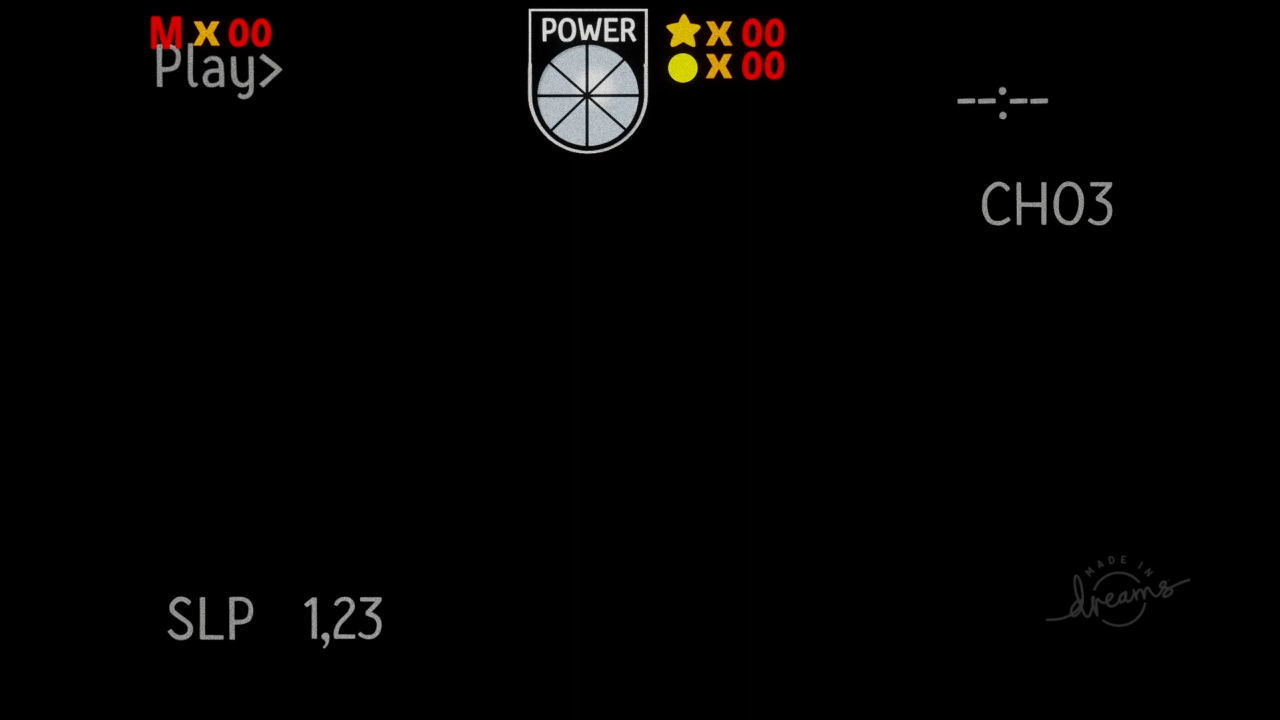 M x 00
POWER
★ x 00
● x 00
Play>
--:--
CH03
MADE IN
dreams
SLP 1,23